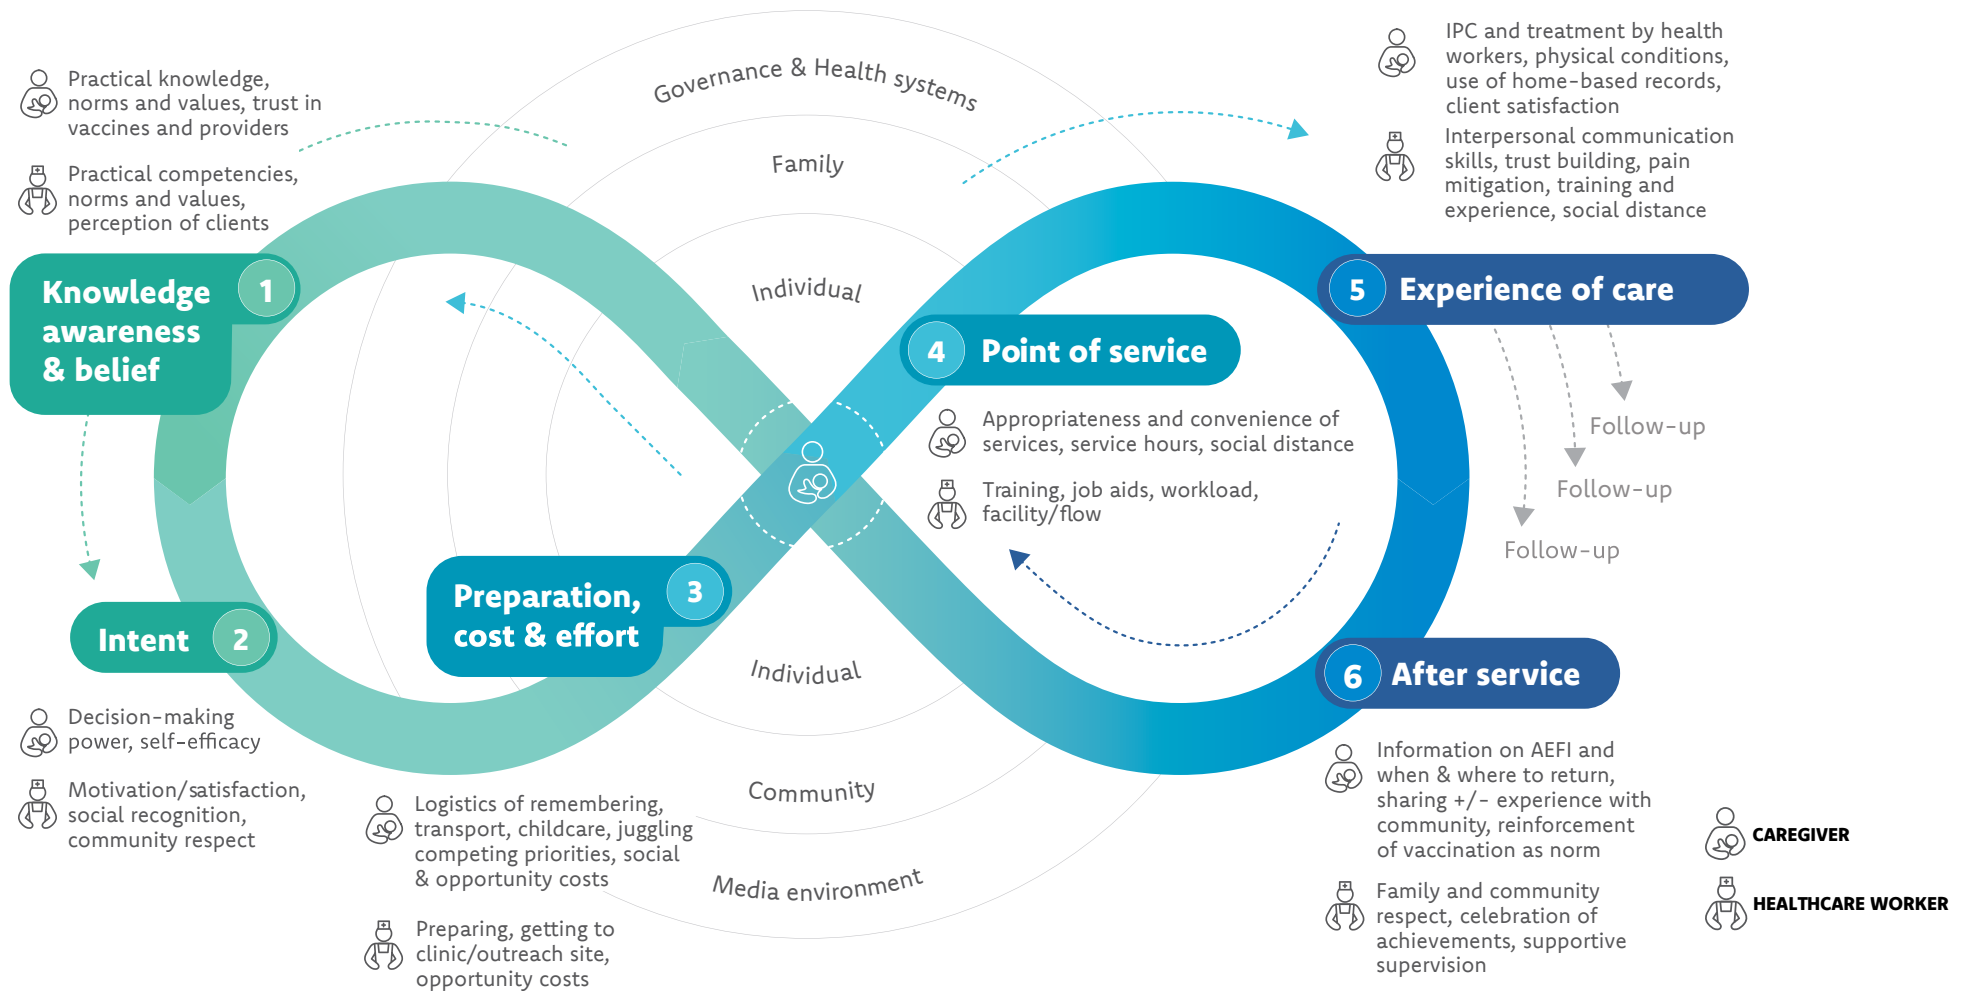 Practical knowledge,
norms and values, trust in
vaccines and providers
Practical competencies,
norms and values,
perception of clients
1
Knowledge
awareness
& belief
Intent 2
Decision-making
power, self-efficacy
Motivation/satisfaction,
social recognition,
community respect
3
Preparation,
cost & effort
Logistics of remembering,
transport, childcare, juggling
competing priorities, social
& opportunity costs
Preparing, getting to
clinic/outreach site,
opportunity costs
Governance & Health systems
Family
Individual
Individual
Community
Media environment
4 Point of service
Appropriateness and convenience of
services, service hours, social distance
Training, job aids, workload,
facility/flow
IPC and treatment by health
workers, physical conditions,
use of home-based records,
client satisfaction
Interpersonal communication
skills, trust building, pain
mitigation, training and
experience, social distance
5 Experience of care
Follow-up
Follow-up
Follow-up
6 After service
Information on AEFI and
when & where to return,
sharing +/- experience with
community, reinforcement
of vaccination as norm
Family and community
respect, celebration of
achievements, supportive
supervision
CAREGIVER
HEALTHCARE WORKER